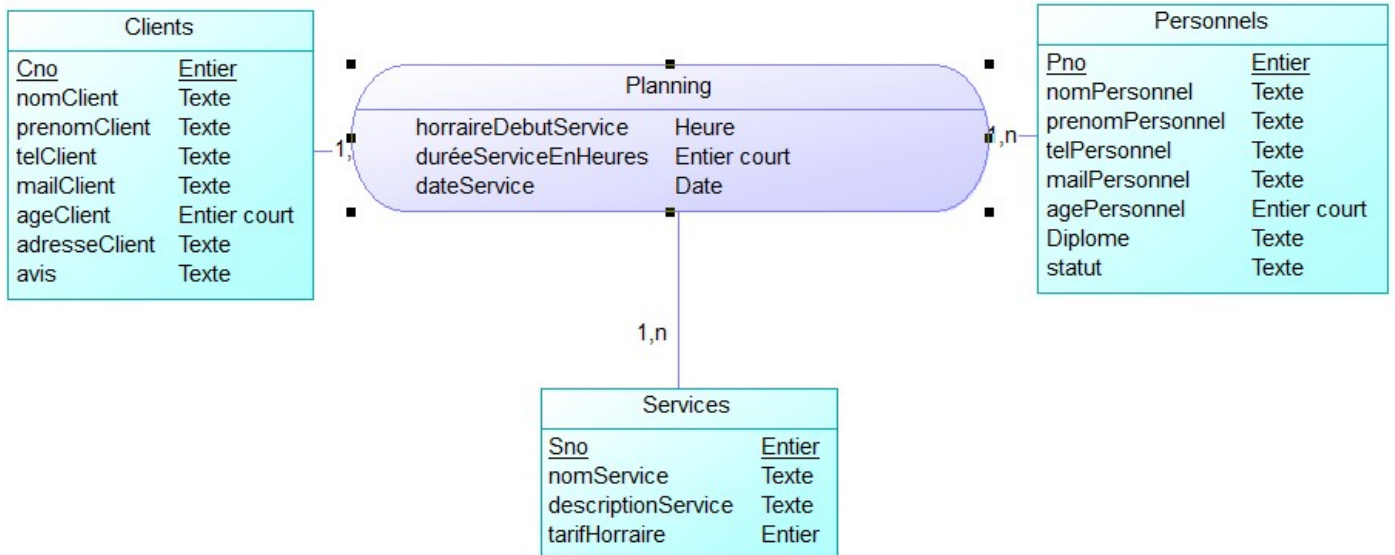 Clients
Cno Entier
nomClient Texte
prenomClient Texte
telClient Texte
mailClient Texte
ageClient Entier court
adresseClient Texte
avis Texte
1,
Planning
horraireDebutService Heure
duréeServiceEnHeures Entier court
dateService Date
1,n
Personnels
Pno Entier
nomPersonnel Texte
prenomPersonnel Texte
telPersonnel Texte
mailPersonnel Texte
agePersonnel Entier court
Diplome Texte
statut Texte
1,n
Services
Sno Entier
nomService Texte
descriptionService Texte
tarifHorraire Entier